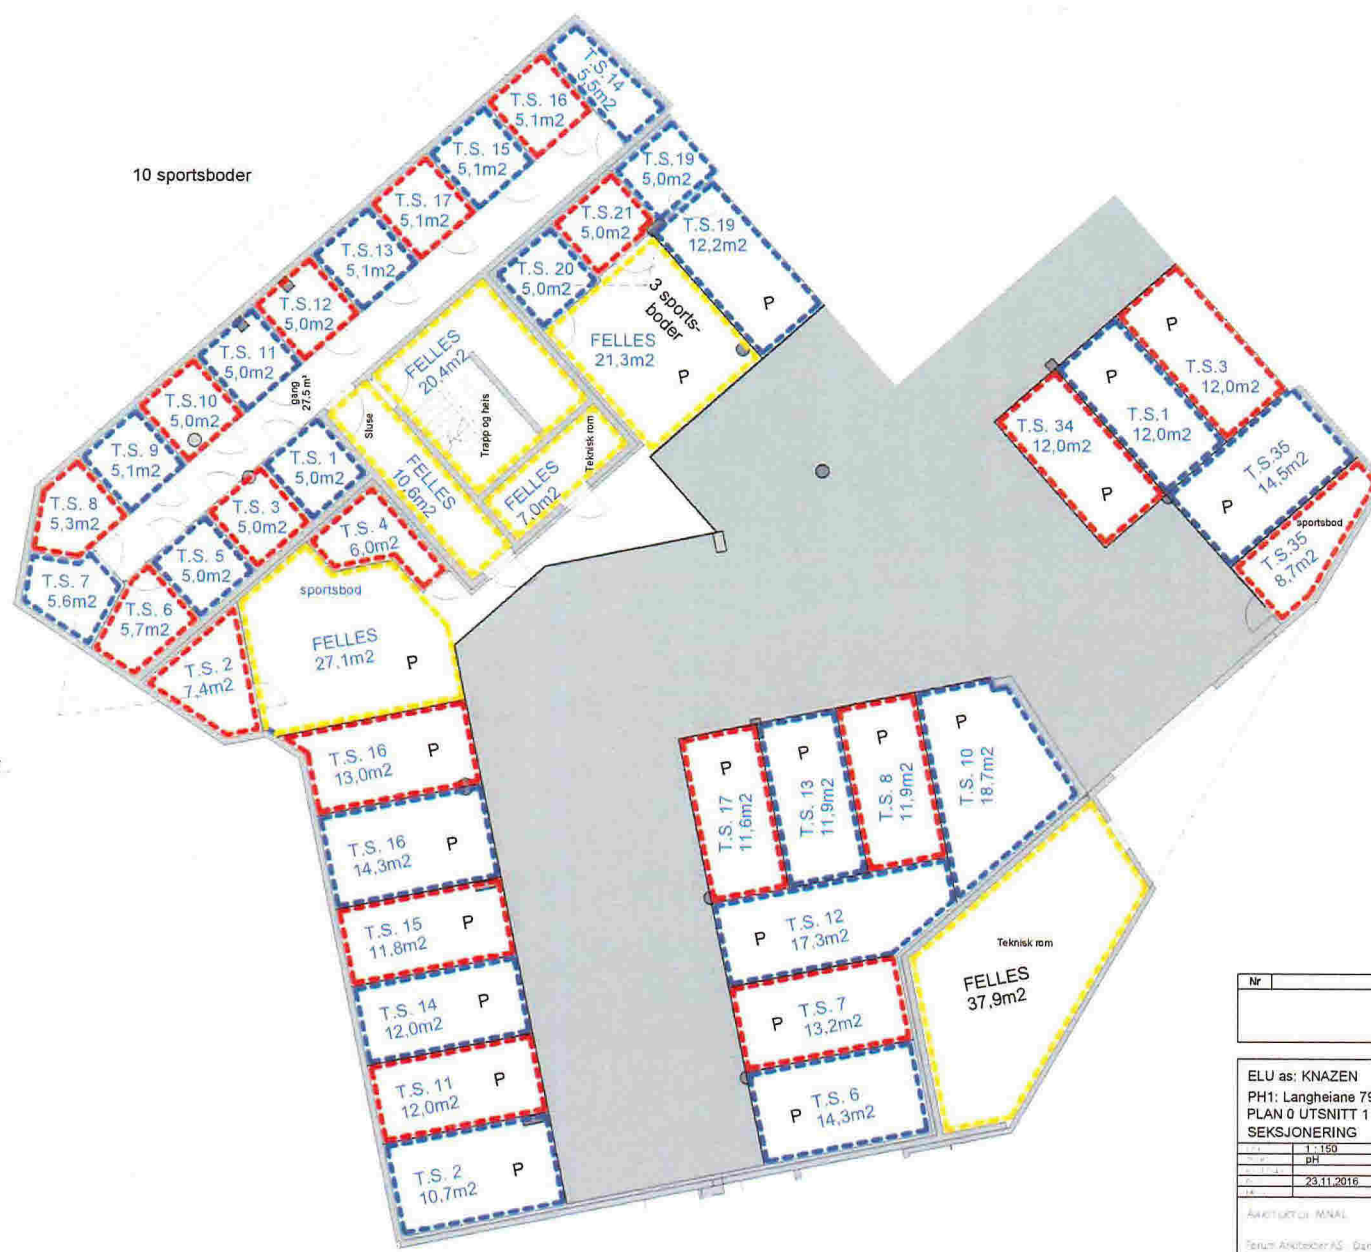 10 sportsboder
T.S.14
5,5m2
T.S. 16
5,1m2
T.S. 15
5,1m2
T.S. 17
5,1m2
T.S.13
5,1m2
T.S.12
5,0m2
T.S. 11
5,0m2
T.S.10
5,0m2
T.S. 9
5,1m2
T.S. 8
5,3m2
T.S. 7
5,6m2
T.S. 6
5,7m2
T.S. 5
5,0m2
T.S. 3
5,0m2
T.S. 1
5,0m2
gang
27,5 m²
T.S.19
5,0m2
T.S.21
5,0m2
T.S. 20
5,0m2
T.S.19
12,2m2
P
3 sports-
boder
FELLES
21,3m2
P
FELLES
20,4m2
Trapp og heis
Sluse
FELLES
10,6m2
Teknisk rom
FELLES
7,0m2
T.S. 4
6,0m2
sportsbod
FELLES
27,1m2
P
T.S. 2
7,4m2
T.S. 16
13,0m2
P
T.S. 16
14,3m2
P
T.S. 15
11,8m2
P
T.S. 14
12,0m2
P
T.S. 11
12,0m2
P
T.S. 2
10,7m2
P
P
T.S.3
12,0m2
P
T.S.1
12,0m2
T.S. 34
12,0m2
P
T.S.35
14,5m2
P
sportsbod
T.S.35
8,7m2
P
T.S. 17
11,6m2
P
T.S. 13
11,9m2
P
T.S. 8
11,9m2
P
T.S. 10
18,7m2
P
T.S. 12
17,3m2
P
T.S. 7
13,2m2
P
T.S. 6
14,3m2
Teknisk rom
FELLES
37,9m2
Nr
ELU as: KNAZEN
PH1: Langheiane 79
PLAN 0 UTSNITT 1
SEKSJONERING
1 : 150
pH
23.11.2016
MNAL